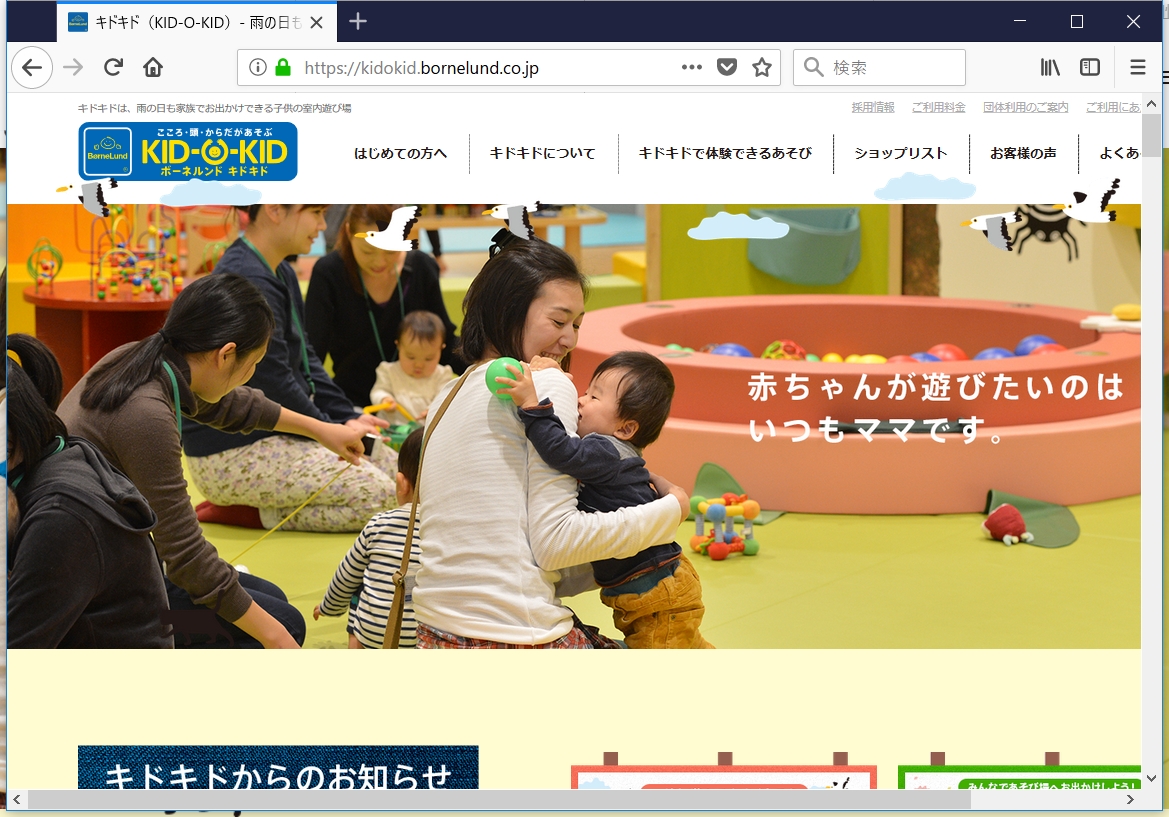 キドキド（KID-O-KID）- 雨の日も
https://kidokid.bornelund.co.jp
検索
キドキドは、雨の日も家族でお出かけできる子供の室内遊び場
採用情報 ご利用料金 団体利用のご案内 ご利用にあ
こころ・頭・からだがあそぶ
BørneLund
KID-O-KID
ボーネルンド キドキド
はじめての方へ キドキドについて キドキドで体験できるあそび ショップリスト お客様の声 よくあ
赤ちゃんが遊びたいのは
いつもママです。
キドキドからのお知らせ
みんなであそび場へお出かけしよう！